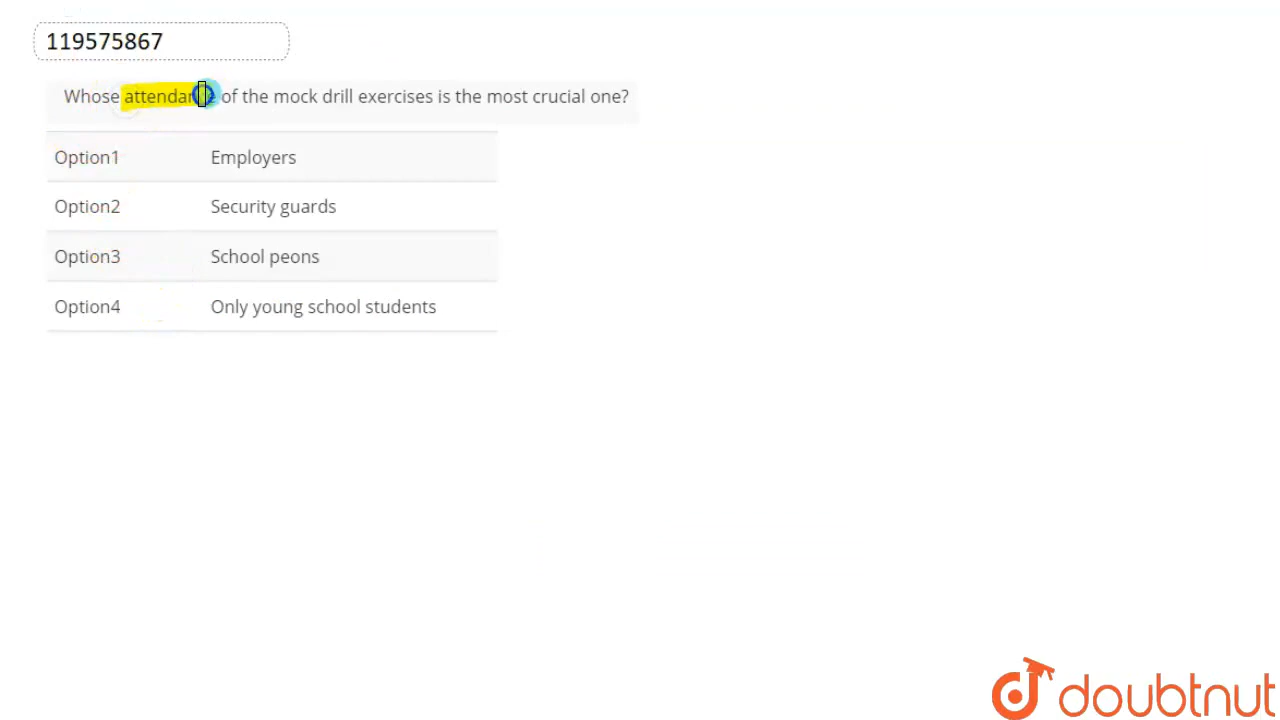 119575867
Whose attendance of the mock drill exercises is the most crucial one?
Option1 Employers
Option2 Security guards
Option3 School peons
Option4 Only young school students
doubtnut